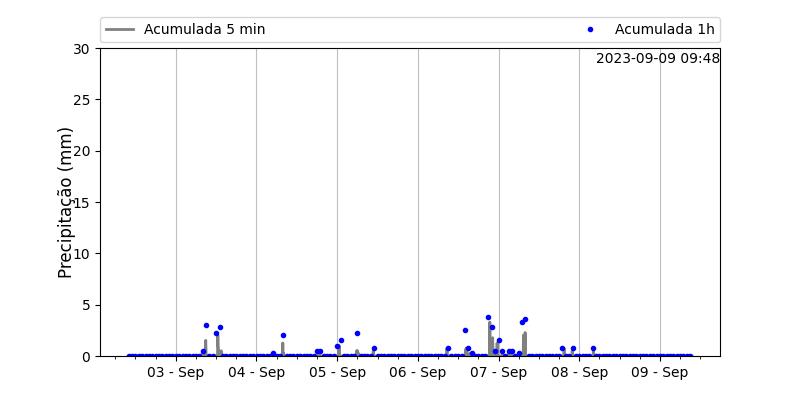 Acumulada 5 min
Acumulada 1h
2023-09-09 09:48
Precipitação (mm)
30
25
20
15
10
5
0
03 - Sep
04 - Sep
05 - Sep
06 - Sep
07 - Sep
08 - Sep
09 - Sep